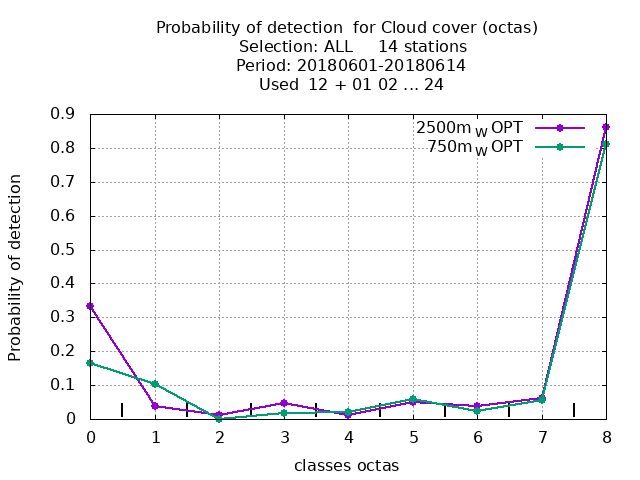 Probability of detection  for Cloud cover (octas)
Selection: ALL     14 stations
Period: 20180601-20180614
Used  12 + 01 02 ... 24
2500m W OPT
750m W OPT
0.9
0.8
0.7
0.6
0.5
0.4
0.3
0.2
0.1
0
Probability of detection
0 1 2 3 4 5 6 7 8
classes octas